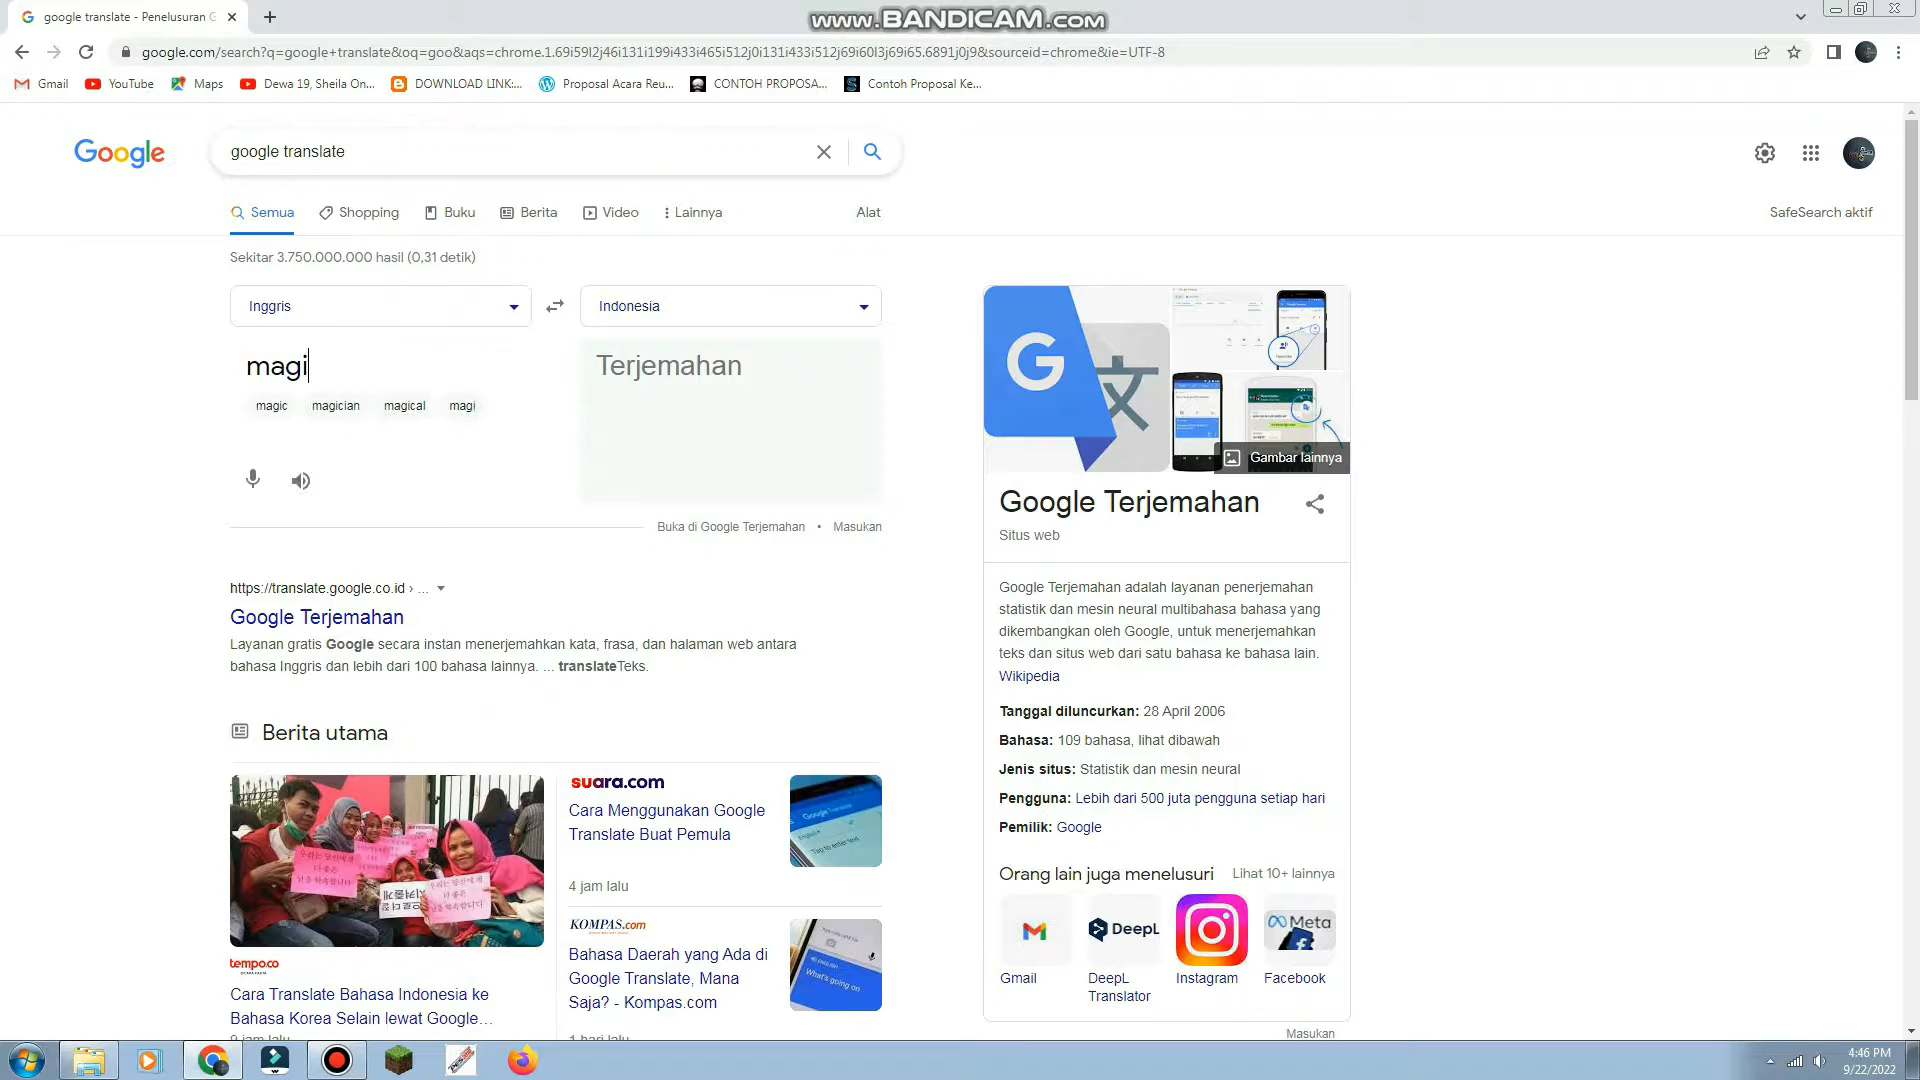 google translate - Penelusuran G
www.BANDICAM.com
google.com/search?q=google+translate&oq=goo&aqs=chrome.1.69i59l2j46i131i199i433i465i512j0i131i433i512j69i60l3j69i65.6891j0j9&sourceid=chrome&ie=UTF-8
Gmail YouTube Maps Dewa 19, Sheila On... DOWNLOAD LINK:... Proposal Acara Reu... CONTOH PROPOSA... Contoh Proposal Ke...
Google google translate
Semua Shopping Buku Berita Video Lainnya Alat SafeSearch aktif
Sekitar 3.750.000.000 hasil (0,31 detik)
Inggris Indonesia
magi Terjemahan
magic magician magical magi
Buka di Google Terjemahan • Masukan
https://translate.google.co.id › ...
Google Terjemahan
Layanan gratis Google secara instan menerjemahkan kata, frasa, dan halaman web antara
bahasa Inggris dan lebih dari 100 bahasa lainnya. ... translateTeks.
Berita utama
tempo.co
Cara Translate Bahasa Indonesia ke
Bahasa Korea Selain lewat Google...
9 jam lalu
suara.com
Cara Menggunakan Google
Translate Buat Pemula
4 jam lalu
KOMPAS.com
Bahasa Daerah yang Ada di
Google Translate, Mana
Saja? - Kompas.com
1 hari lalu
What's going on
Gambar lainnya
Google Terjemahan
Situs web
Google Terjemahan adalah layanan penerjemahan
statistik dan mesin neural multibahasa bahasa yang
dikembangkan oleh Google, untuk menerjemahkan
teks dan situs web dari satu bahasa ke bahasa lain.
Wikipedia
Tanggal diluncurkan: 28 April 2006
Bahasa: 109 bahasa, lihat dibawah
Jenis situs: Statistik dan mesin neural
Pengguna: Lebih dari 500 juta pengguna setiap hari
Pemilik: Google
Orang lain juga menelusuri Lihat 10+ lainnya
DeepL
Meta
Gmail DeepL Instagram Facebook
Translator
Masukan
4:46 PM
9/22/2022